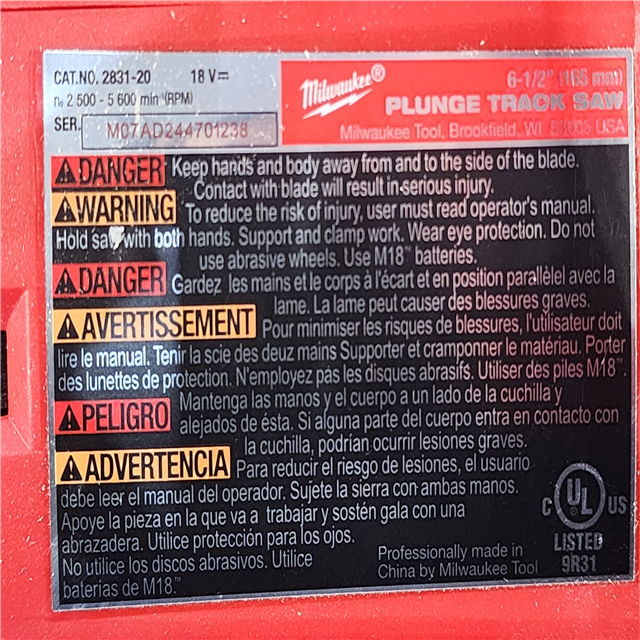 CAT.NO. 2831-20 18 V⎓
n₀ 2 500 - 5 600 min⁻¹(RPM)
SER. M07AD244701238
Milwaukee®
6-1/2" (165 mm)
PLUNGE TRACK SAW
Milwaukee Tool, Brookfield, WI 53005 USA
⚠DANGER Keep hands and body away from and to the side of the blade.
Contact with blade will result in serious injury.
⚠WARNING To reduce the risk of injury, user must read operator's manual.
Hold saw with both hands. Support and clamp work. Wear eye protection. Do not
use abrasive wheels. Use M18™ batteries.
⚠DANGER Gardez les mains et le corps à l'écart et en position parallèlel avec la
lame. La lame peut causer des blessures graves.
⚠AVERTISSEMENT Pour minimiser les risques de blessures, l'utilisateur doit
lire le manual. Tenir la scie des deux mains Supporter et cramponner le matériau. Porter
des lunettes de protection. N'employez pas les disques abrasifs. Utiliser des piles M18™.
⚠PELIGRO Mantenga las manos y el cuerpo a un lado de la cuchilla y
alejados de ésta. Si alguna parte del cuerpo entra en contacto con
la cuchilla, podrían ocurrir lesiones graves.
⚠ADVERTENCIA Para reducir el riesgo de lesiones, el usuario
debe leer el manual del operador. Sujete la sierra con ambas manos.
Apoye la pieza en la que va a trabajar y sostén gala con una
abrazadera. Utilice protección para los ojos.
No utilice los discos abrasivos. Utilice
baterías de M18.™
Professionally made in
China by Milwaukee Tool
C UL US
LISTED
9R31